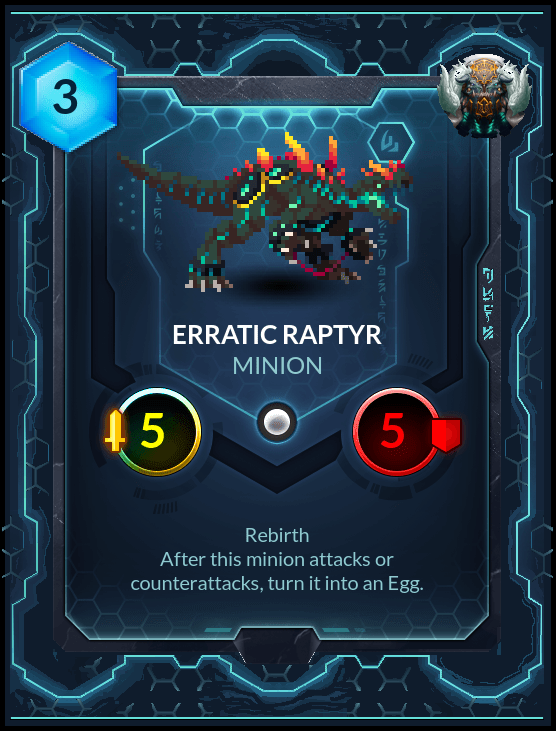 3
ERRATIC RAPTYR
MINION
5
5
Rebirth
After this minion attacks or
counterattacks, turn it into an Egg.